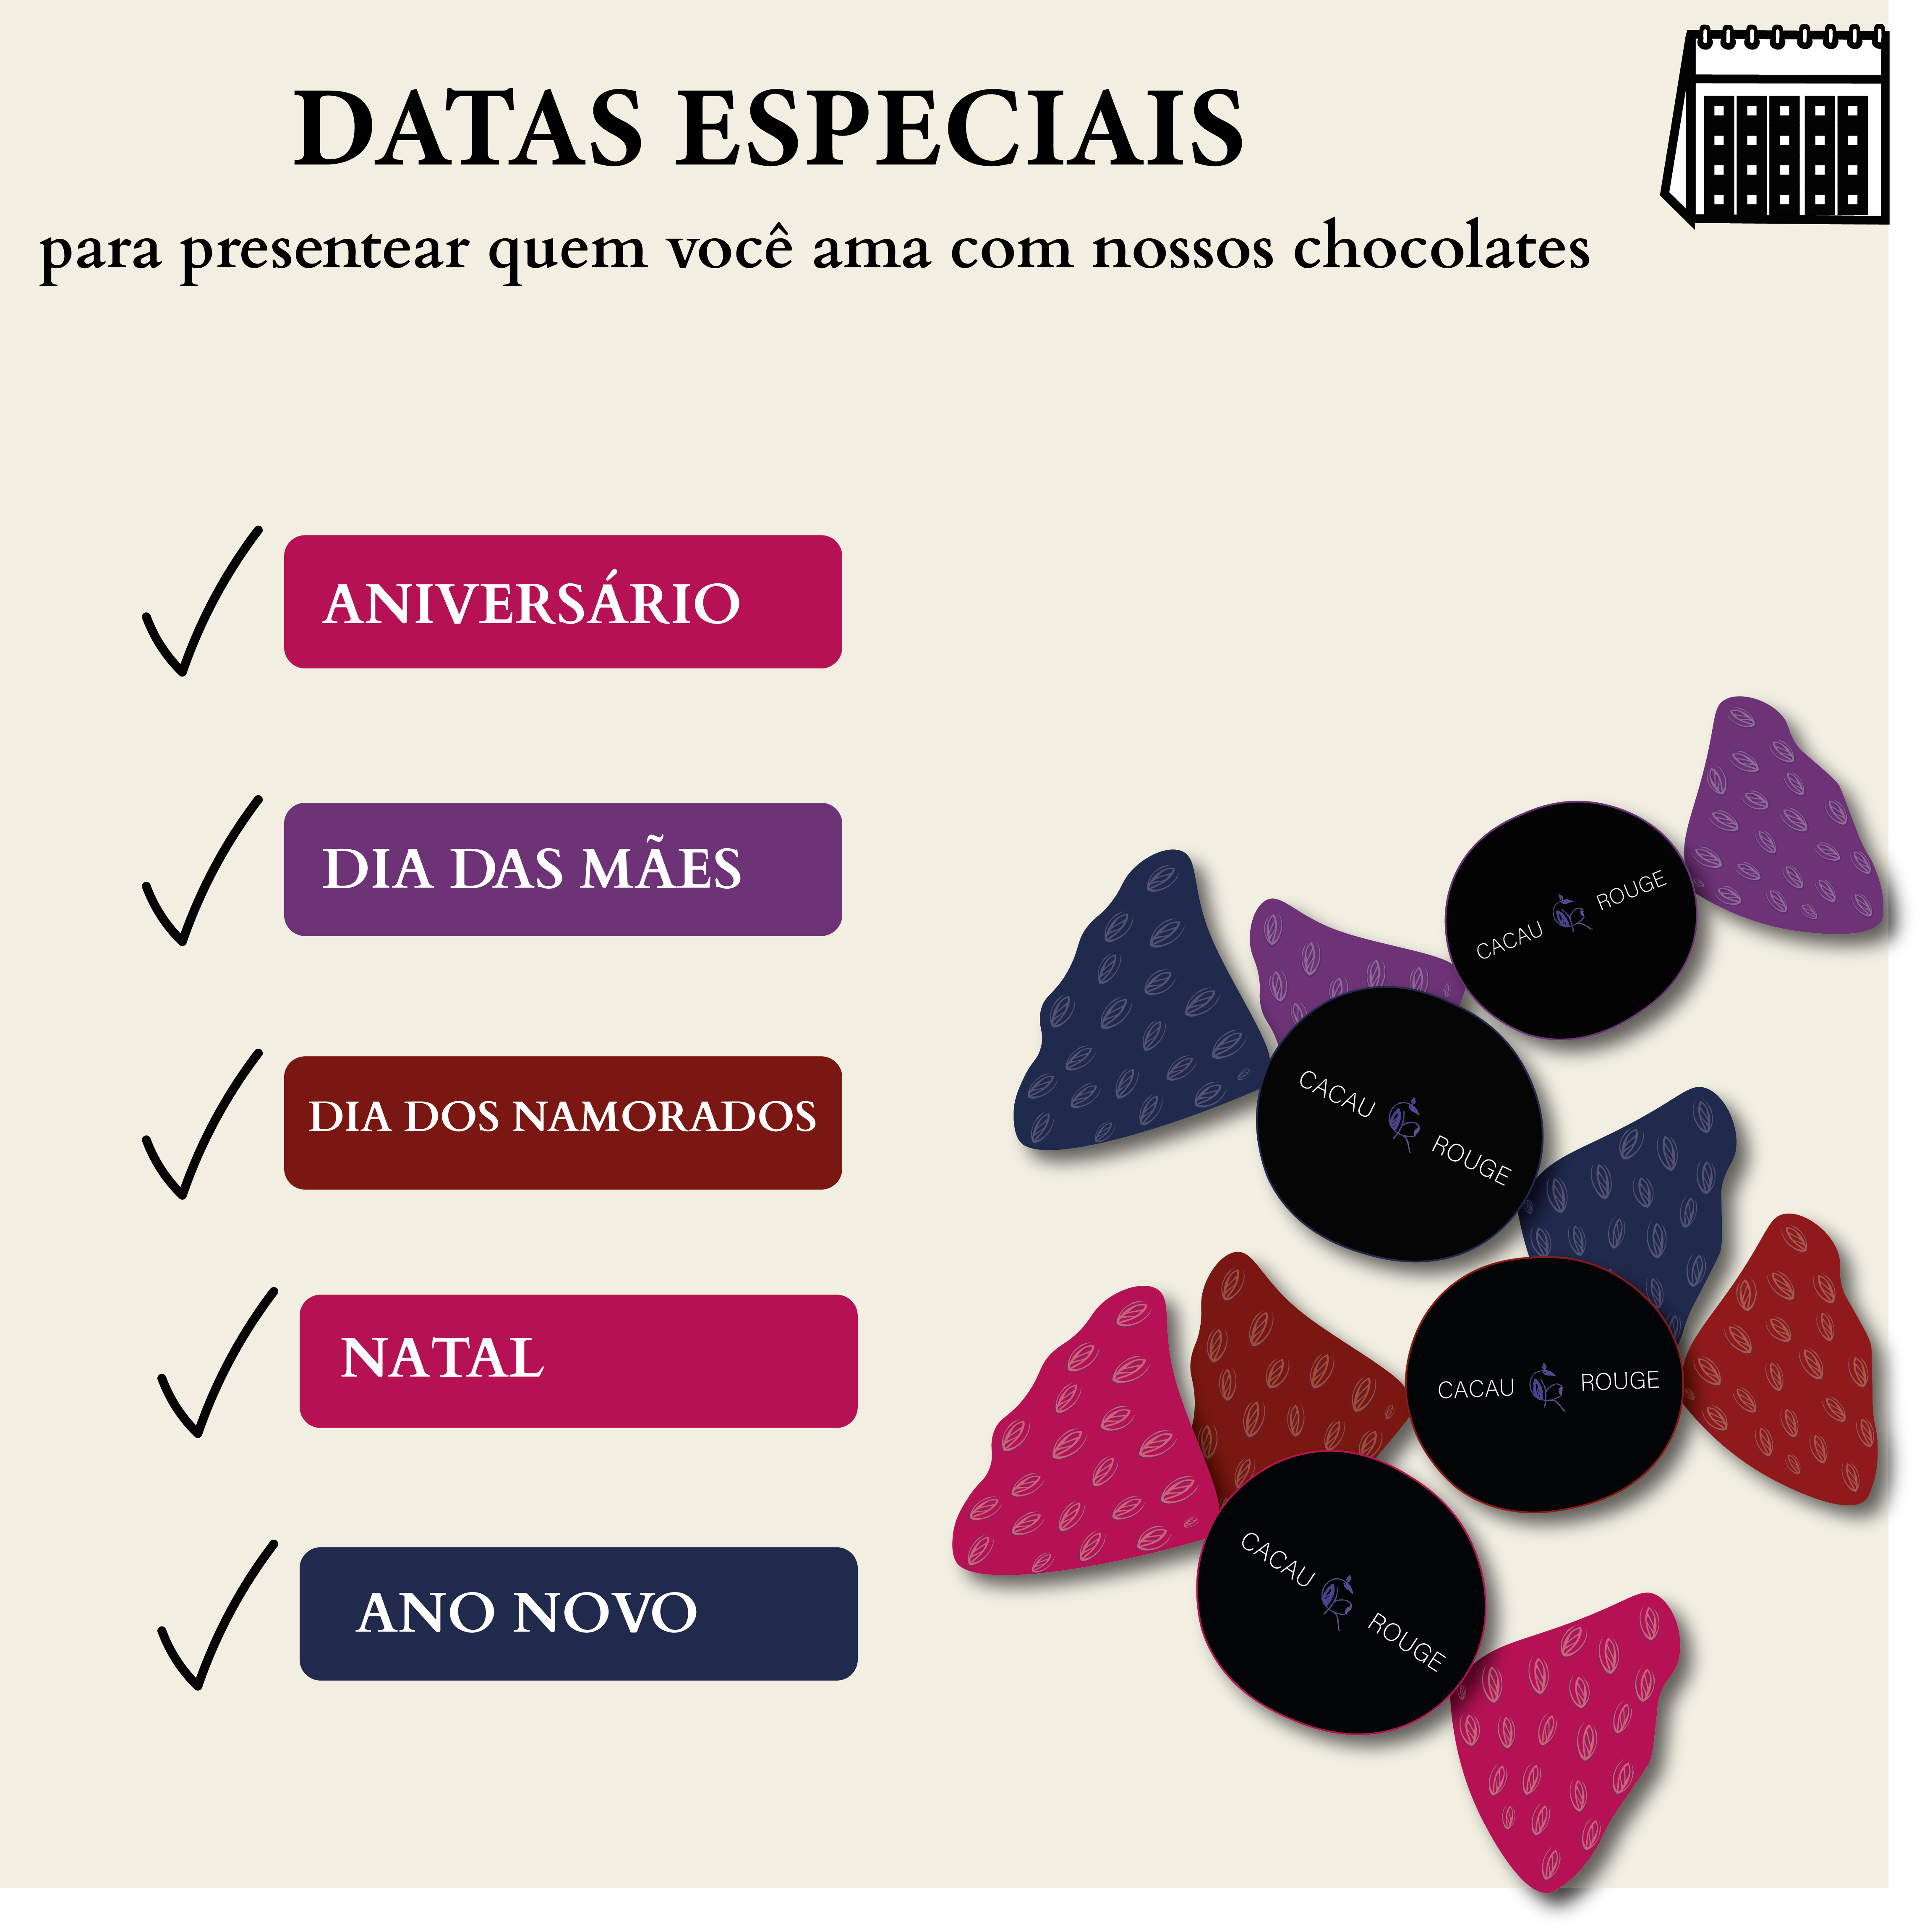 DATAS ESPECIAIS
para presentear quem você ama com nossos chocolates
ANIVERSÁRIO
DIA DAS MÃES
DIA DOS NAMORADOS
NATAL
ANO NOVO
CACAU ROUGE
CACAU ROUGE
CACAU ROUGE
CACAU ROUGE